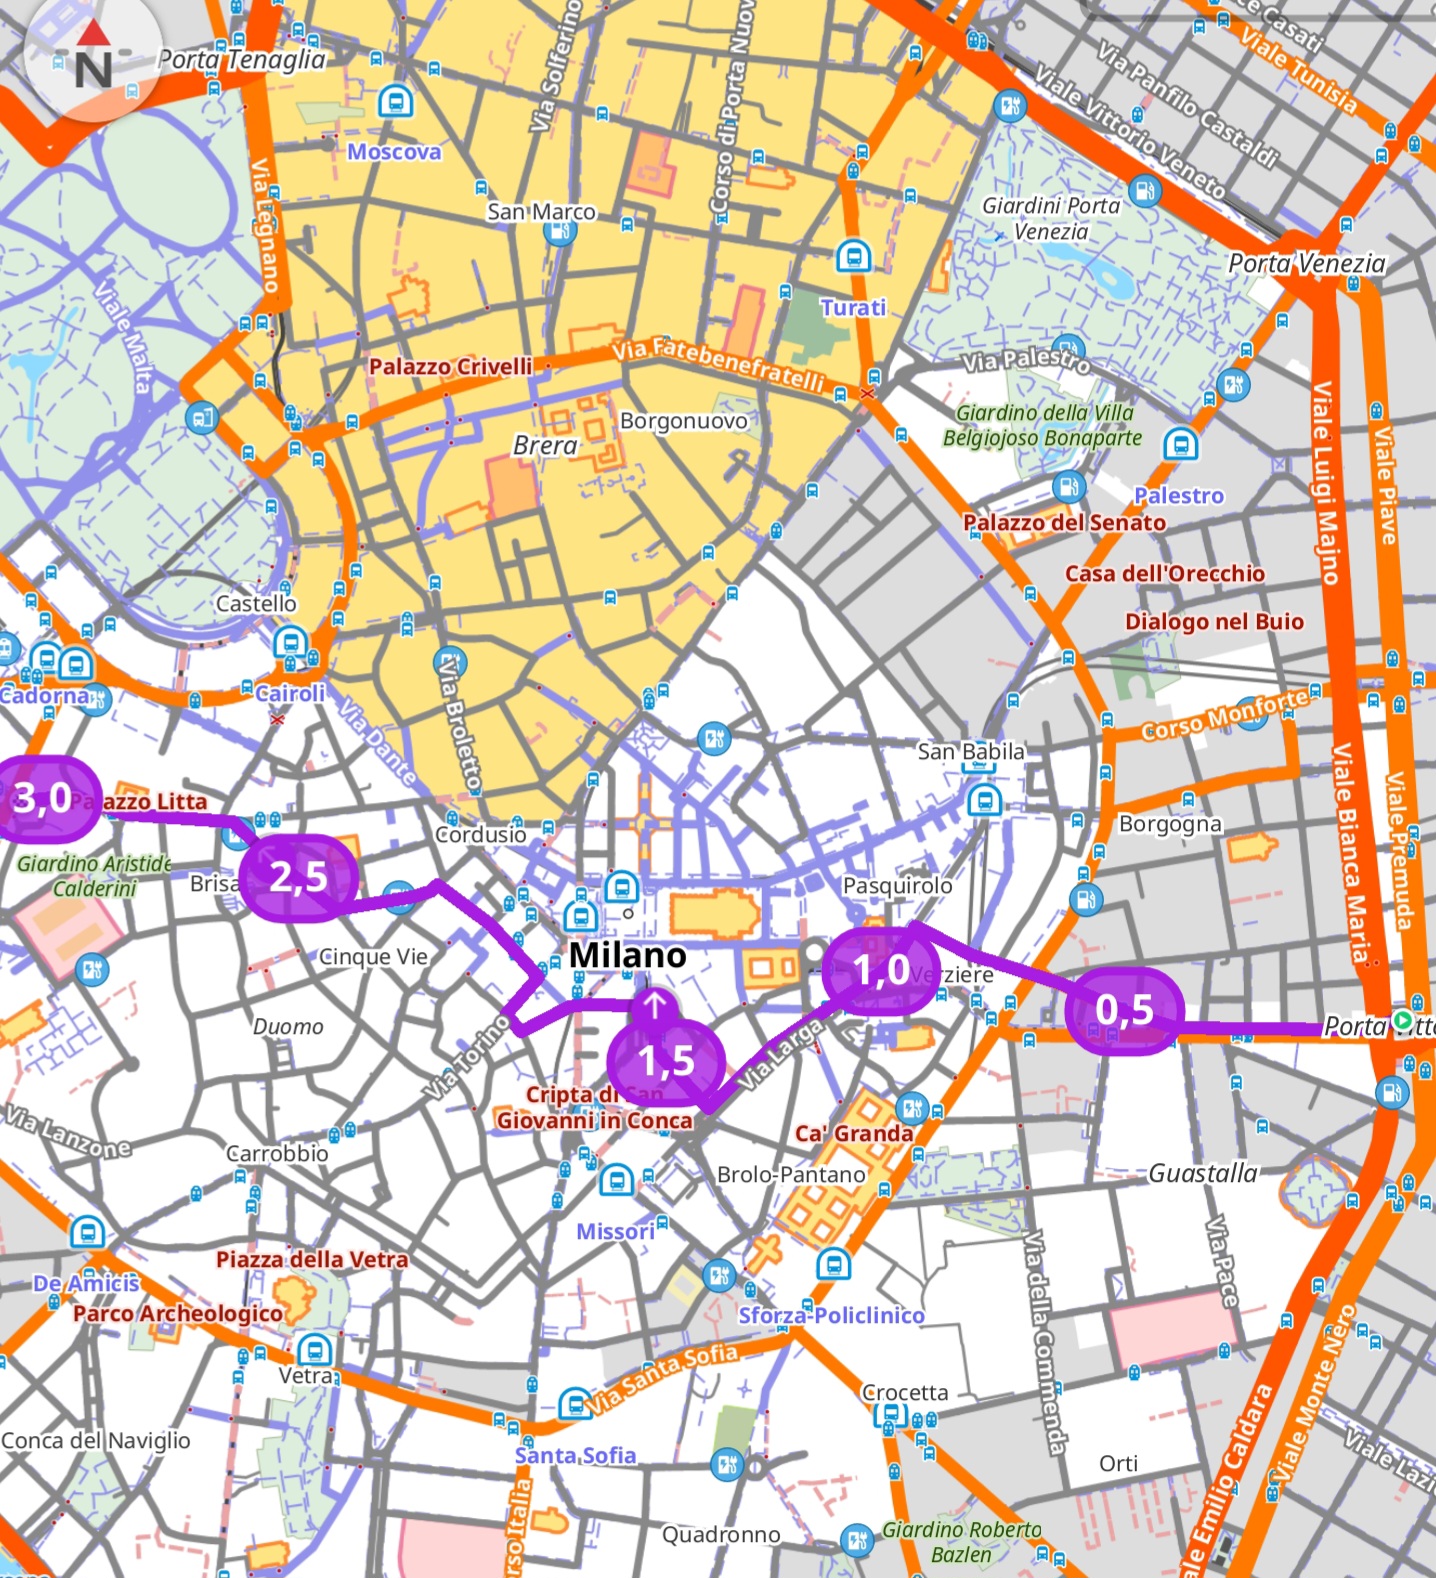 ce Casati
Viale Tunisia
Via Panfilo Castaldi
Viale Vittorio Veneto
N
Porta Tenaglia
Via Solferino
Corso di Porta Nuov
Moscova
Via Legnano
San Marco
Giardini Porta
Venezia
Porta Venezia
Viale Malta
Turati
Palazzo Crivelli
Via Fatebenefratelli
Via Palestro
Borgonuovo
Brera
Giardino della Villa
Belgiojoso Bonaparte
Viale Luigi Majno
Viale Piave
Palestro
Palazzo del Senato
Casa dell'Orecchio
Dialogo nel Buio
Castello
Cadorna
Cairoli
Via Dante
Via Broletto
Corso Monforte
San Babila
3,0
Palazzo Litta
Cordusio
Borgogna
Viale Bianca Maria
Viale Premuda
Giardino Aristide
Calderini
Brisa
2,5
Pasquirolo
Cinque Vie
Milano
1,0
Verziere
0,5
Duomo
Porta Vitto
Via Torino
1,5
Via Larga
Cripta di San
Giovanni in Conca
Ca' Granda
Via Lanzone
Carrobbio
Brolo-Pantano
Guastalla
Missori
Via della Commenda
Via Pace
Piazza della Vetra
De Amicis
Parco Archeologico
Sforza-Policlinico
Vetra
Via Santa Sofia
Crocetta
Viale Monte Nero
Conca del Naviglio
Santa Sofia
Orti
Viale Lazi
ale Emilio Caldara
orso Italia
Quadronno
Giardino Roberto
Bazlen